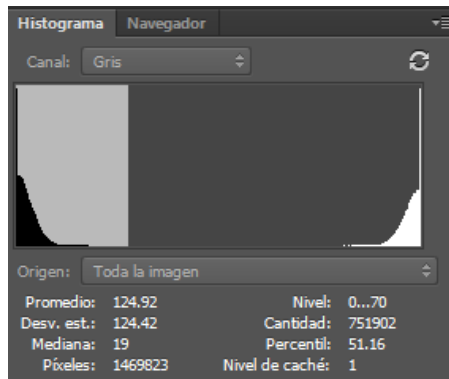 Histograma Navegador
Canal: Gris
Origen: Toda la imagen
Promedio: 124.92 Nivel: 0...70
Desv. est.: 124.42 Cantidad: 751902
Mediana: 19 Percentil: 51.16
Píxeles: 1469823 Nivel de caché: 1